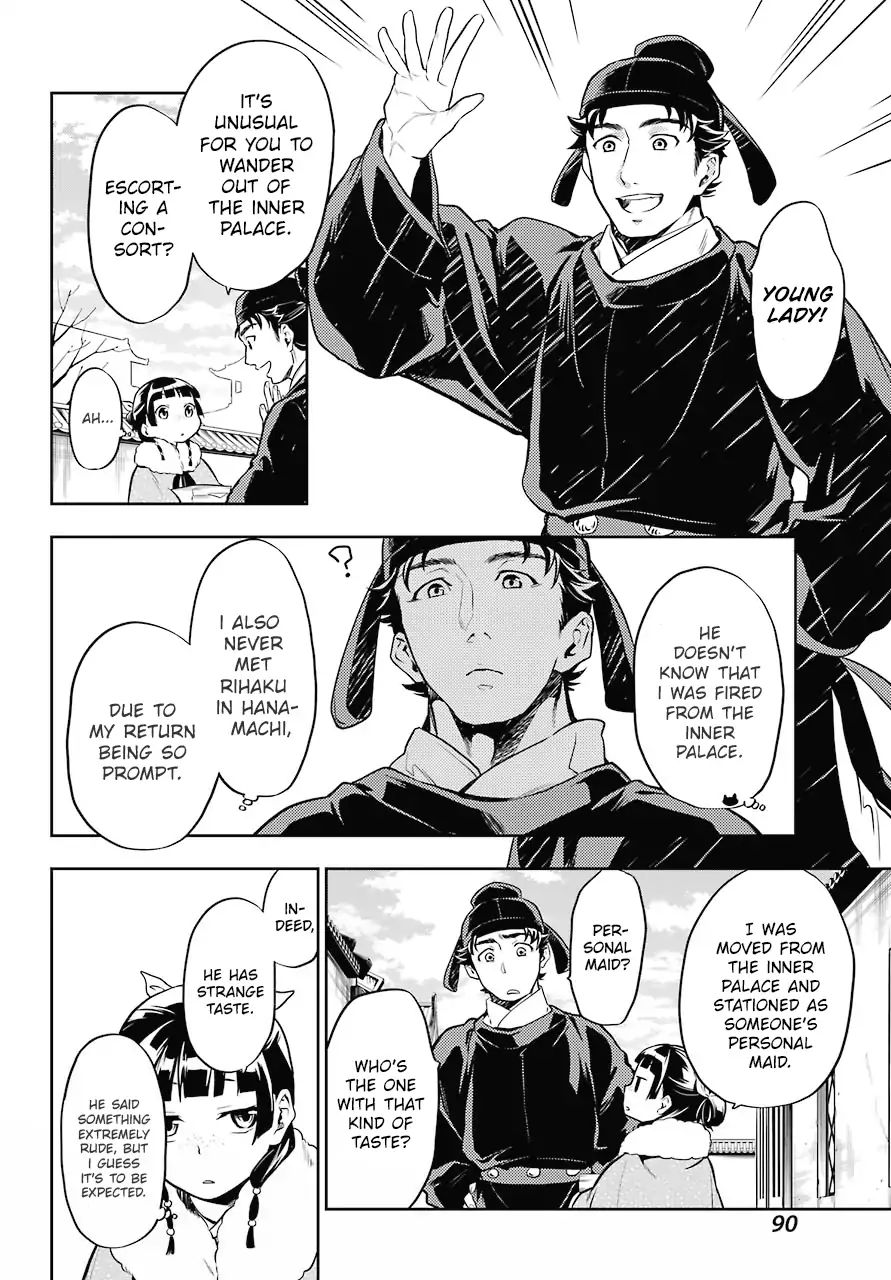 YOUNG
LADY!
IT'S
UNUSUAL
FOR YOU TO
WANDER
OUT OF
THE INNER
PALACE.
ESCORT-
ING A
CON-
SORT?
AH...
HE
DOESN'T
KNOW THAT
I WAS FIRED
FROM THE
INNER
PALACE.
?
I ALSO
NEVER
MET
RIHAKU
IN HANA-
MACHI,
DUE TO
MY RETURN
BEING SO
PROMPT.
I WAS
MOVED FROM
THE INNER
PALACE AND
STATIONED AS
SOMEONE'S
PERSONAL
MAID.
PER-
SONAL
MAID?
WHO'S
THE ONE
WITH THAT
KIND OF
TASTE?
IN-
DEED,
HE HAS
STRANGE
TASTE.
HE SAID
SOMETHING
EXTREMELY
RUDE, BUT
I GUESS
IT'S TO BE
EXPECTED.
90